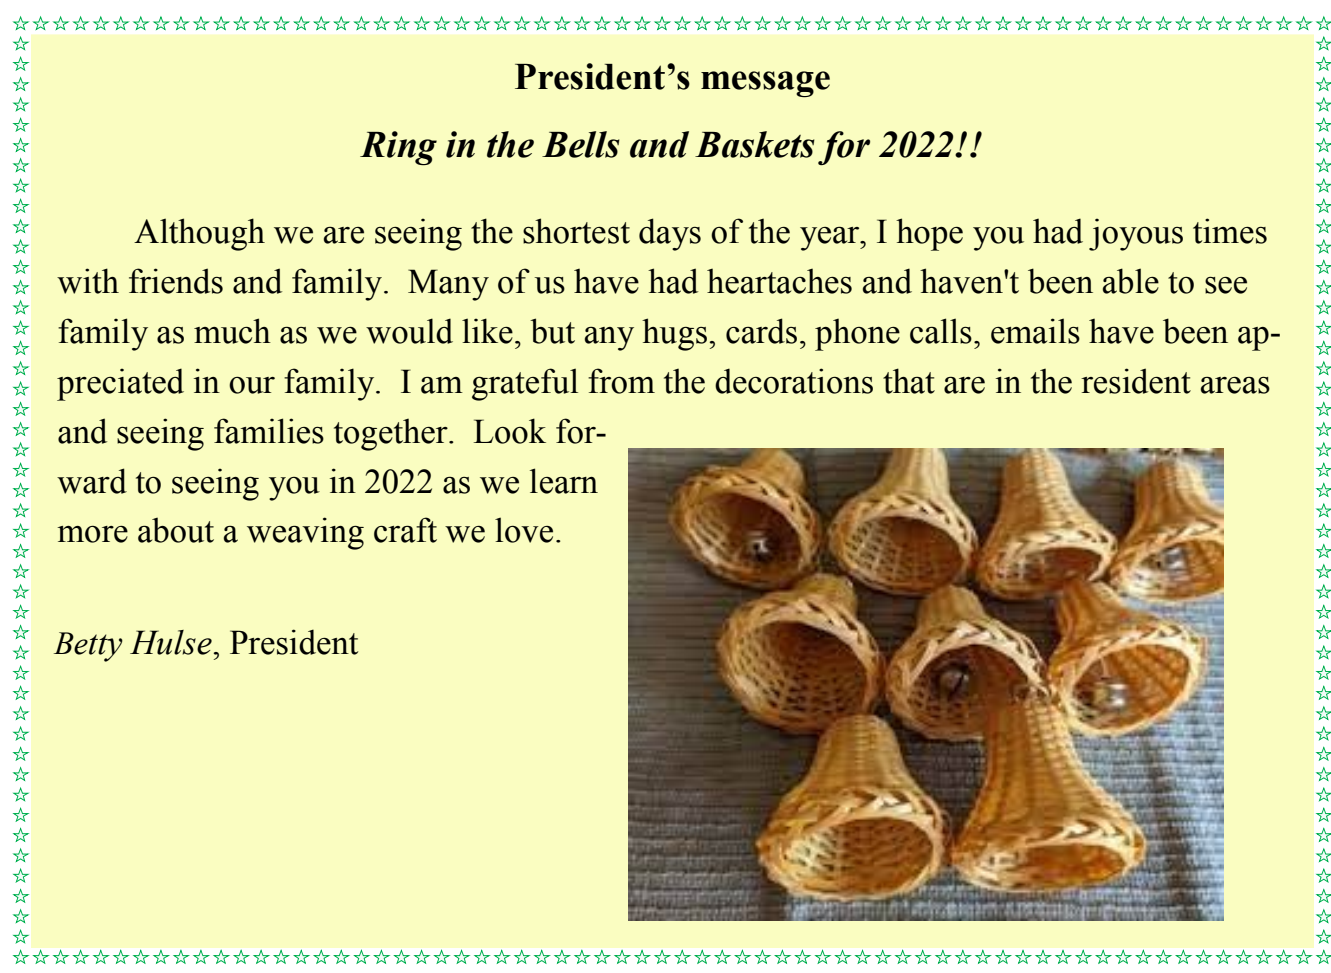 President’s message
Ring in the Bells and Baskets for 2022!!
Although we are seeing the shortest days of the year, I hope you had joyous times
with friends and family.  Many of us have had heartaches and haven't been able to see
family as much as we would like, but any hugs, cards, phone calls, emails have been ap-
preciated in our family.  I am grateful from the decorations that are in the resident areas
and seeing families together.  Look for-
ward to seeing you in 2022 as we learn
more about a weaving craft we love.
Betty Hulse, President